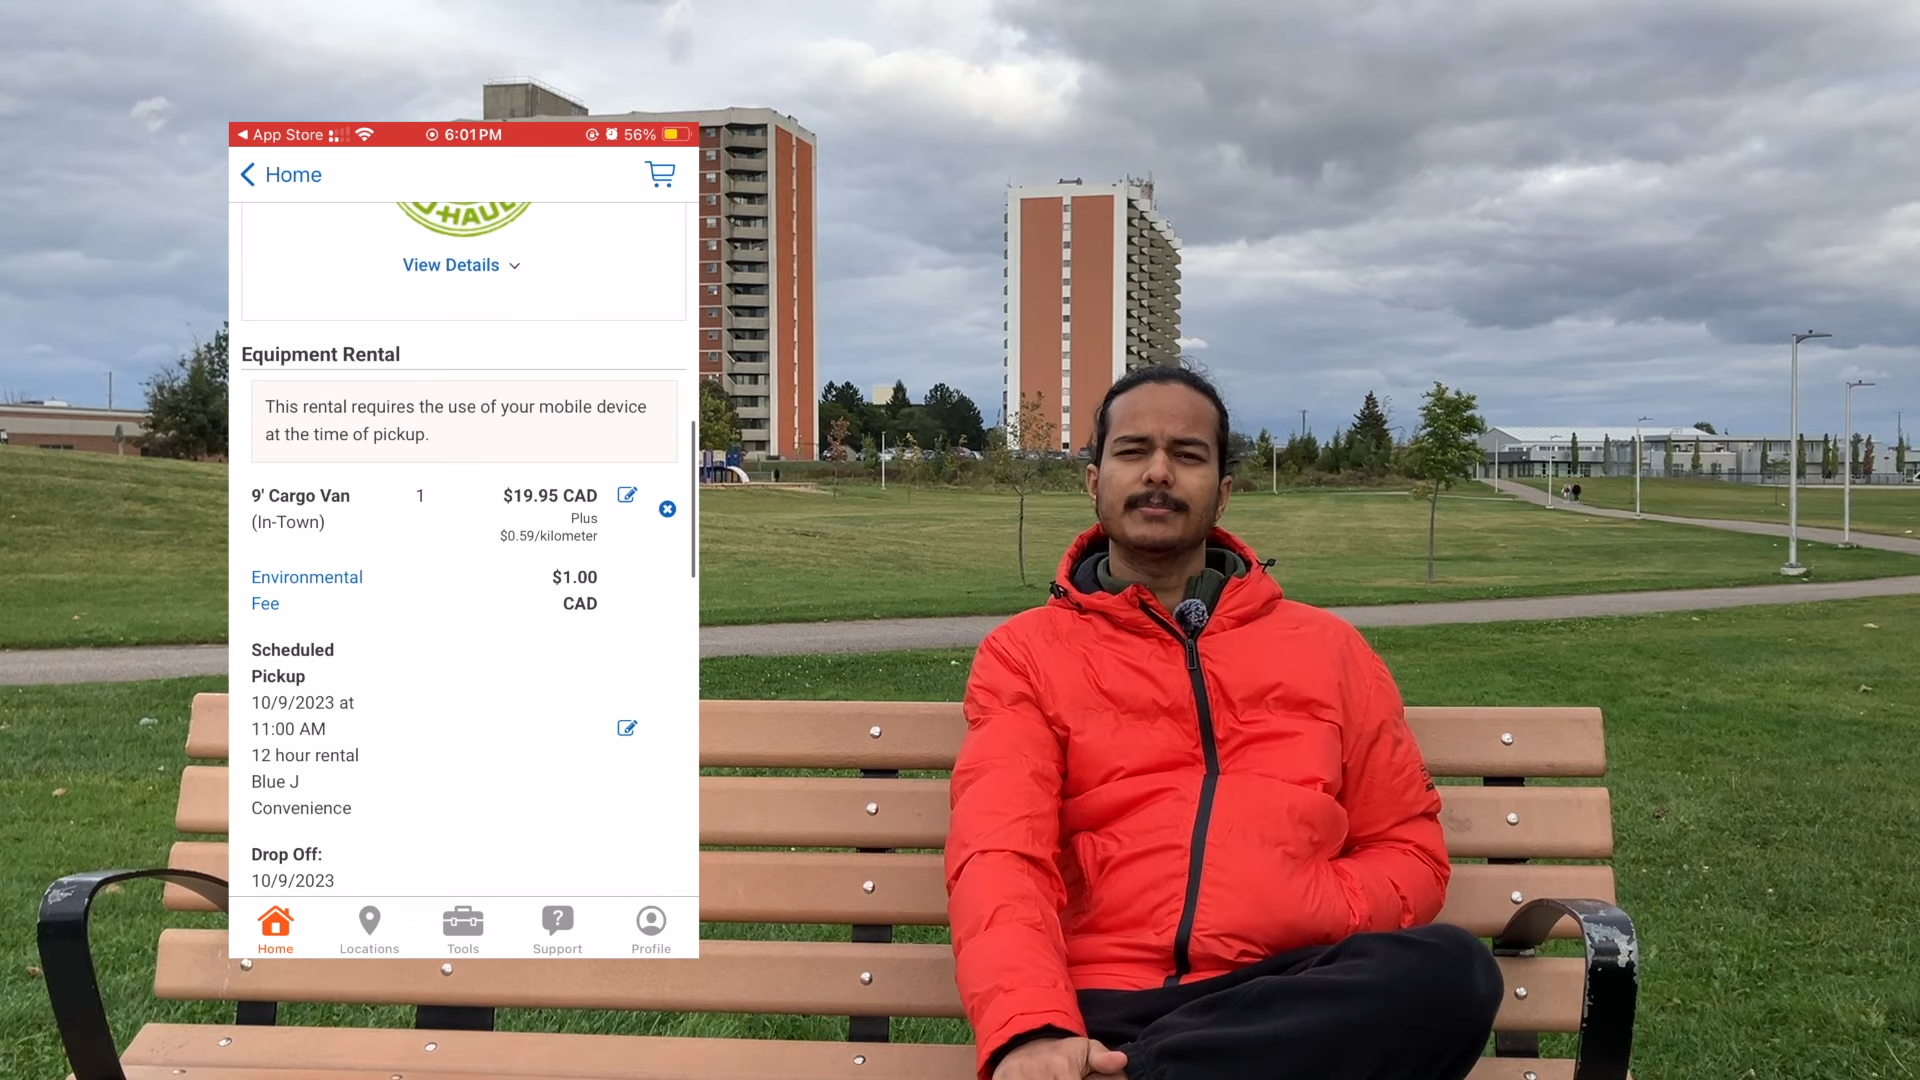 App Store
6:01PM
56%
Home
U-HAUL
View Details
Equipment Rental
This rental requires the use of your mobile device
at the time of pickup.
9' Cargo Van 1 $19.95 CAD
(In-Town)
Plus
$0.59/kilometer
Environmental $1.00
Fee CAD
Scheduled
Pickup
10/9/2023 at
11:00 AM
12 hour rental
Blue J
Convenience
Drop Off:
10/9/2023
Home Locations Tools Support Profile